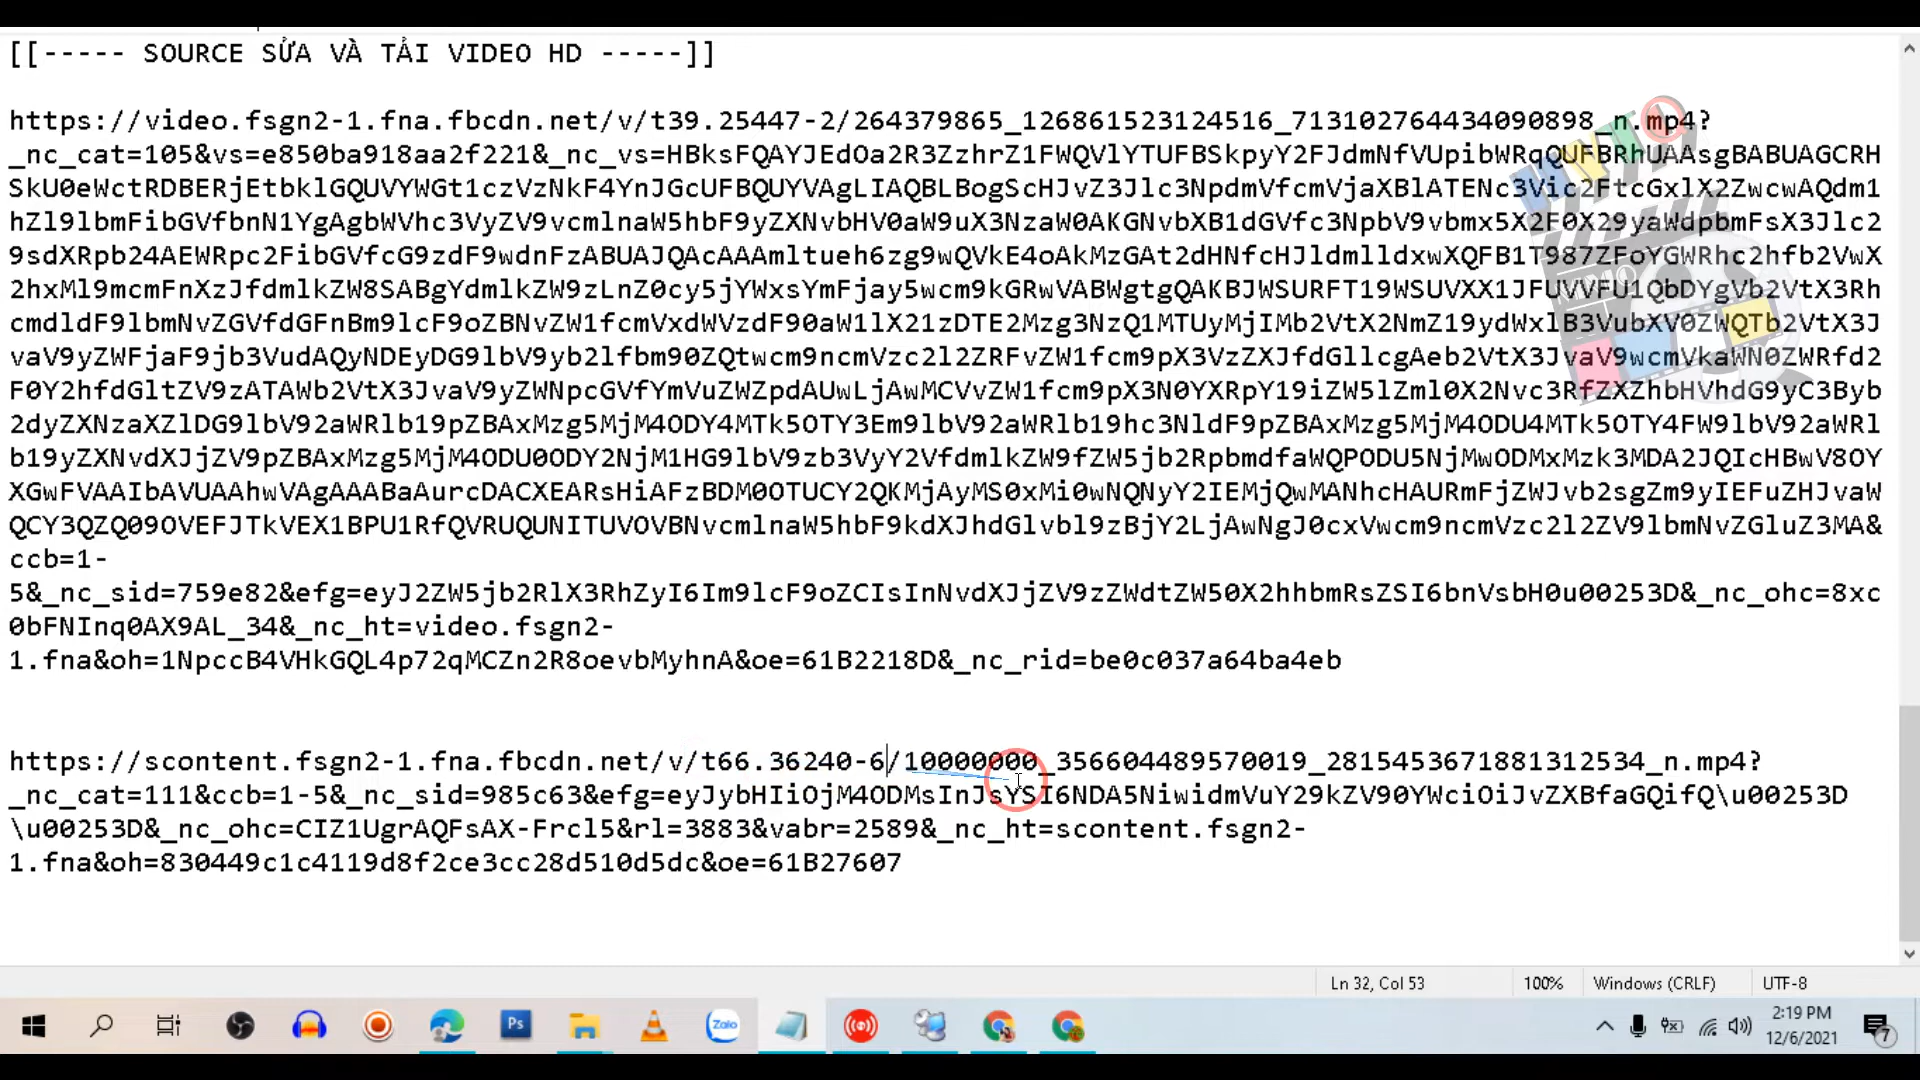 [[----- SOURCE SỬA VÀ TẢI VIDEO HD -----]]
https://video.fsgn2-1.fna.fbcdn.net/v/t39.25447-2/264379865_126861523124516_713102764434090898_n.mp4?
_nc_cat=105&vs=e850ba918aa2f221&_nc_vs=HBksFQAYJEdOa2R3ZzhrZ1FWQVlYTUFBSkpyY2FJdmNfVUpibWRqQUFBRhUAAsgBABUAGCRH
SkU0eWctRDBERjEtbklGQUVYWGt1czVzNkF4YnJGcUFBQUYVAgLIAQBLBogScHJvZ3Jlc3NpdmVfcmVjaXBlATENc3Vic2FtcGxlX2ZwcwAQdm1
hZl9lbmFibGVfbnN1YgAgbWVhc3VyZV9vcmlnaW5hbF9yZXNvbHV0aW9uX3NzaW0AKGNvbXB1dGVfc3NpbV9vbmx5X2F0X29yaWdpbmFsX3Jlc2
9sdXRpb24AEWRpc2FibGVfcG9zdF9wdnFzABUAJQAcAAAmltueh6zg9wQVkE4oAkMzGAt2dHNfcHJldmlldxwXQFB1T987ZFoYGWRhc2hfb2VwX
2hxMl9mcmFnXzJfdmlkZW8SABgYdmlkZW9zLnZ0cy5jYWxsYmFjay5wcm9kGRwVABWgtgQAKBJWSURFT19WSUVXX1JFUVVFU1QbDYgVb2VtX3Rh
cmdldF9lbmNvZGVfdGFnBm9lcF9oZBNvZW1fcmVxdWVzdF90aW1lX21zDTE2Mzg3NzQ1MTUyMjIMb2VtX2NmZ19ydWxlB3VubXV0ZWQTb2VtX3J
vaV9yZWFjaF9jb3VudAQyNDEyDG9lbV9yb2lfbm90ZQtwcm9ncmVzc2l2ZRFvZW1fcm9pX3VzZXJfdGllcgAeb2VtX3JvaV9wcmVkaWN0ZWRfd2
F0Y2hfdGltZV9zATAWb2VtX3JvaV9yZWNpcGVfYmVuZWZpdAUwLjAwMCVvZW1fcm9pX3N0YXRpY19iZW5lZml0X2Nvc3RfZXZhbHVhdG9yC3Byb
2dyZXNzaXZlDG9lbV92aWRlb19pZBAxMzg5MjM4ODY4MTk5OTY3Em9lbV92aWRlb19hc3NldF9pZBAxMzg5MjM4ODU4MTk5OTY4FW9lbV92aWRl
b19yZXNvdXJjZV9pZBAxMzg5MjM4ODU0ODY2NjM1HG9lbV9zb3VyY2VfdmlkZW9fZW5jb2RpbmdfaWQPODU5NjMwODMxMzk3MDA2JQIcHBwV8OY
XGwFVAAIbAVUAAhwVAgAAABaAurcDACXEARsHiAFzBDM0OTUCY2QKMjAyMS0xMi0wNQNyY2IEMjQwMANhcHAURmFjZWJvb2sgZm9yIEFuZHJvaW
QCY3QZQ09OVEFJTkVEX1BPU1RfQVRUQUNITUVOVBNvcmlnaW5hbF9kdXJhdGlvbl9zBjY2LjAwNgJ0cxVwcm9ncmVzc2l2ZV9lbmNvZGluZ3MA&
ccb=1-
5&_nc_sid=759e82&efg=eyJ2ZW5jb2RlX3RhZyI6Im9lcF9oZCIsInNvdXJjZV9zZWdtZW50X2hhbmRsZSI6bnVsbH0u00253D&_nc_ohc=8xc
0bFNInq0AX9AL_34&_nc_ht=video.fsgn2-
1.fna&oh=1NpccB4VHkGQL4p72qMCZn2R8oevbMyhnA&oe=61B2218D&_nc_rid=be0c037a64ba4eb
https://scontent.fsgn2-1.fna.fbcdn.net/v/t66.36240-6/10000000_356604489570019_2815453671881312534_n.mp4?
_nc_cat=111&ccb=1-5&_nc_sid=985c63&efg=eyJybHIiOjM4ODMsInJsYSI6NDA5NiwidmVuY29kZV90YWciOiJvZXBfaGQifQ\u00253D
\u00253D&_nc_ohc=CIZ1UgrAQFsAX-Frcl5&rl=3883&vabr=2589&_nc_ht=scontent.fsgn2-
1.fna&oh=830449c1c4119d8f2ce3cc28d510d5dc&oe=61B27607
Ln 32, Col 53 100% Windows (CRLF) UTF-8
Ps Zalo 2:19 PM
12/6/2021 7